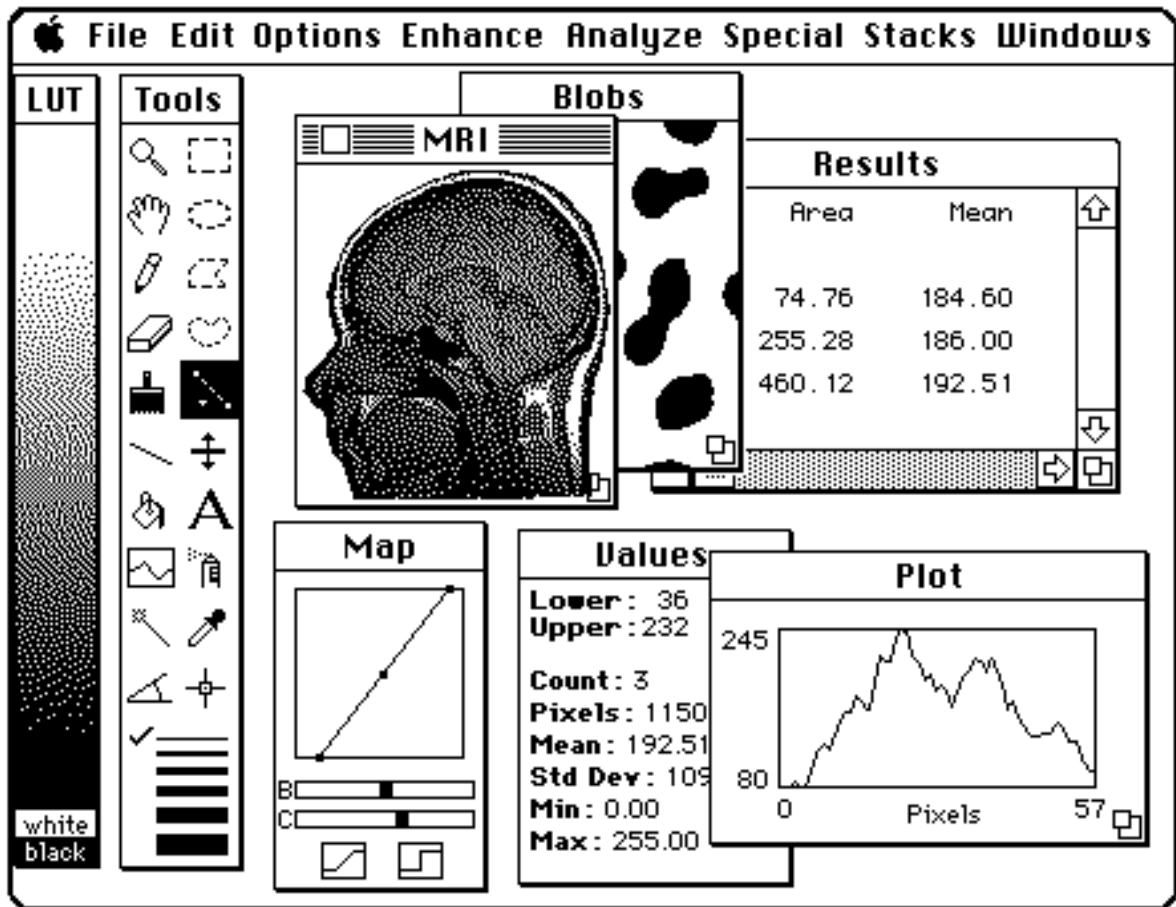 File Edit Options Enhance Analyze Special Stacks Windows
LUT
white
black
Tools
A
MRI
Blobs
Results
Area Mean
74.76 184.60
255.28 186.00
460.12 192.51
Map
B
C
Values
Lower: 36
Upper:232
Count: 3
Pixels: 1150
Mean: 192.51
Std Dev: 109
Min: 0.00
Max: 255.00
Plot
245
80
0 Pixels 57